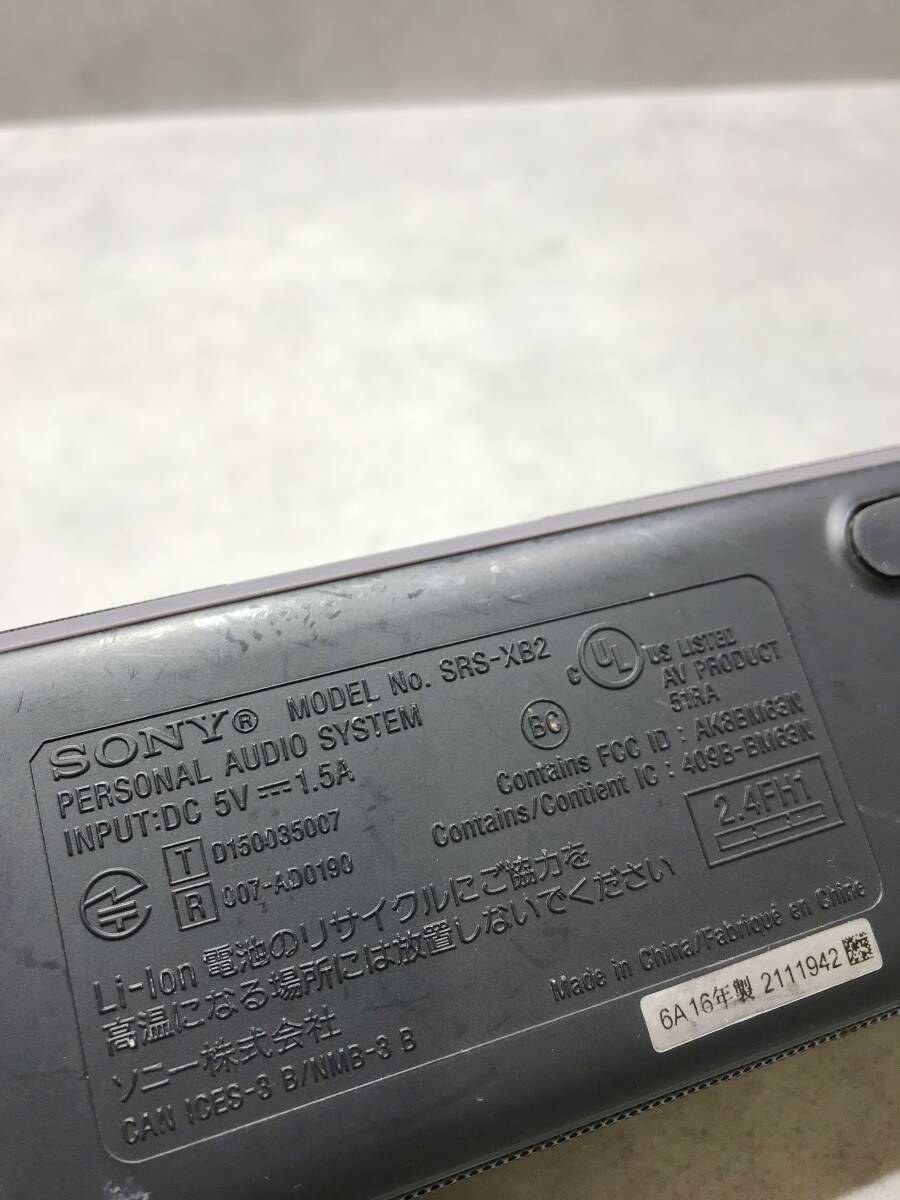 SONY® MODEL No. SRS-XB2
PERSONAL AUDIO SYSTEM
INPUT:DC 5V ⎓ 1.5A
T D150035007
R 007-AD0190
c UL US LISTED
AV PRODUCT
51RA
BC
Contains FCC ID : AK8BM63N
Contains/Contient IC : 409B-BM63N
2.4FH1
Li-Ion 電池のリサイクルにご協力を
高温になる場所には放置しないでください
ソニー株式会社
CAN ICES-3 B/NMB-3 B
Made in China/Fabriqué en Chine
6A 16年製 2111942